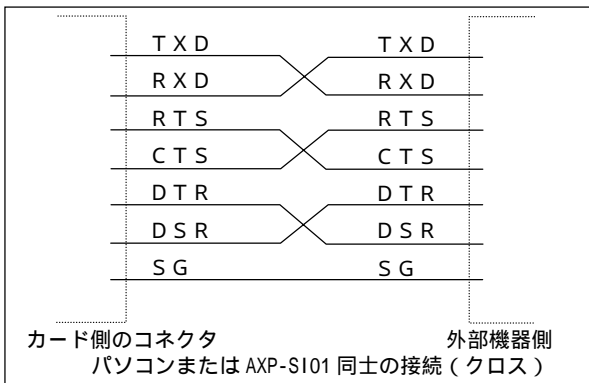 TXD TXD
RXD RXD
RTS RTS
CTS CTS
DTR DTR
DSR DSR
SG SG
カード側のコネクタ 外部機器側
パソコンまたは AXP-SI01 同士の接続(クロス)